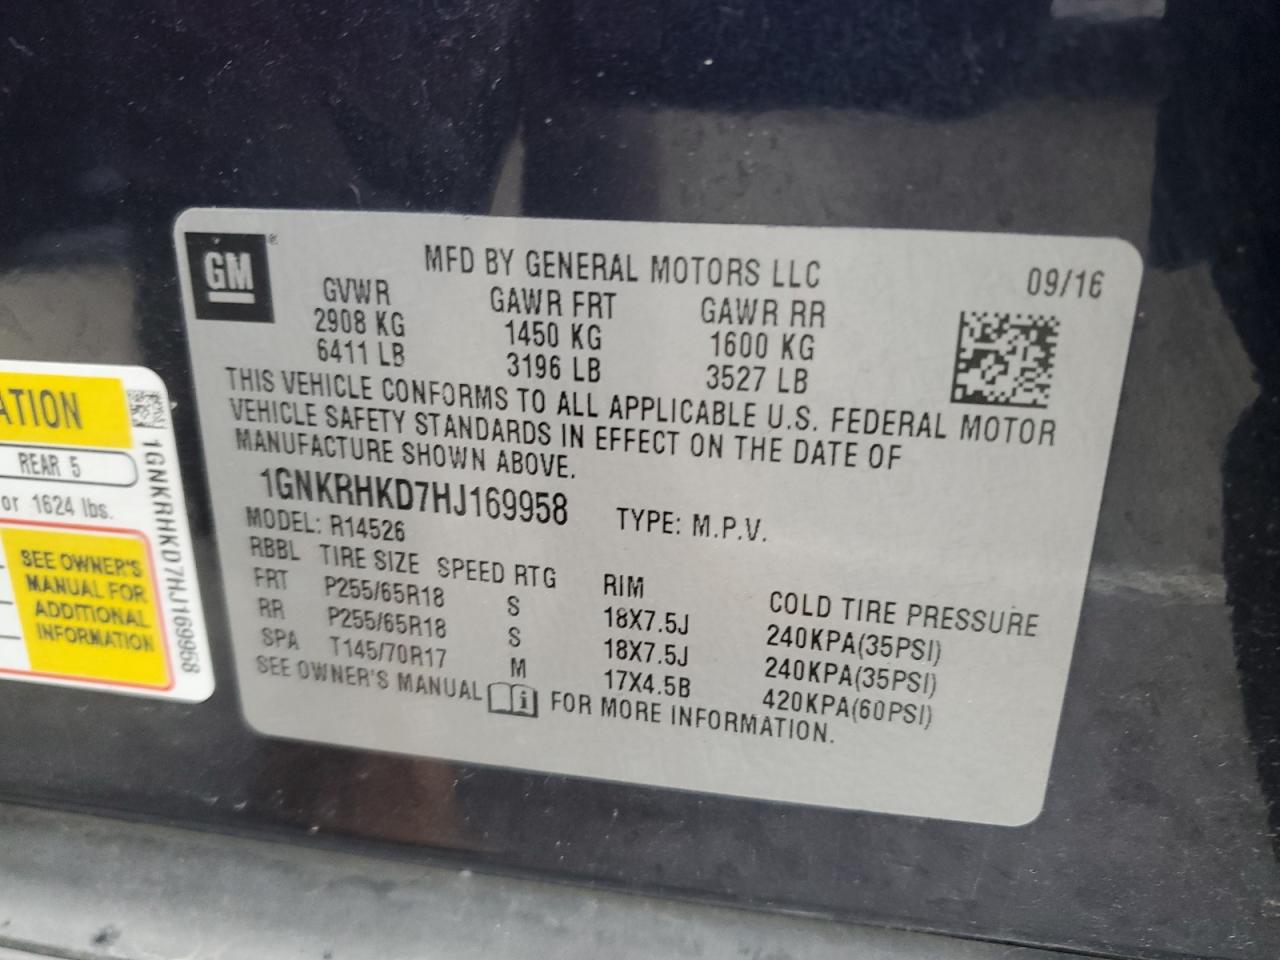 GM
MFD BY GENERAL MOTORS LLC
09/16
GVWR GAWR FRT GAWR RR
2908 KG 1450 KG 1600 KG
6411 LB 3196 LB 3527 LB
THIS VEHICLE CONFORMS TO ALL APPLICABLE U.S. FEDERAL MOTOR
VEHICLE SAFETY STANDARDS IN EFFECT ON THE DATE OF
MANUFACTURE SHOWN ABOVE.
1GNKRHKD7HJ169958 TYPE: M.P.V.
MODEL: R14526
RBBL TIRE SIZE SPEED RTG RIM COLD TIRE PRESSURE
FRT P255/65R18 S 18X7.5J 240KPA(35PSI)
RR P255/65R18 S 18X7.5J 240KPA(35PSI)
SPA T145/70R17 M 17X4.5B 420KPA(60PSI)
SEE OWNER'S MANUAL FOR MORE INFORMATION.
ATION
REAR 5
or 1624 lbs.
SEE OWNER'S
MANUAL FOR
ADDITIONAL
INFORMATION
1GNKRHKD7HJ169958